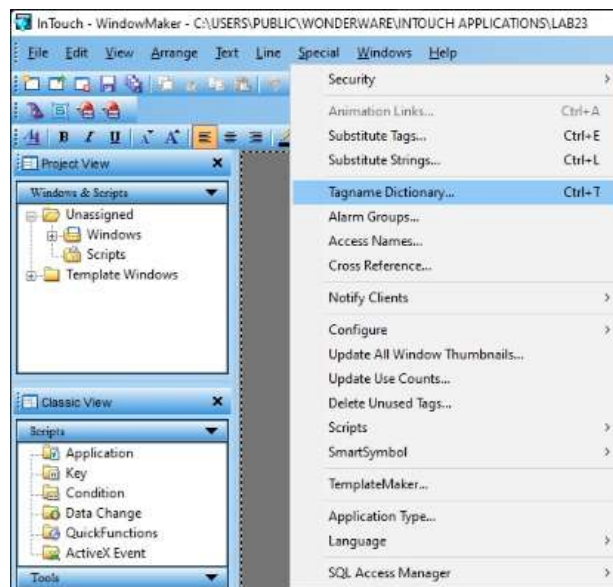 InTouch - WindowMaker - C:\USERS\PUBLIC\WONDERWARE\INTOUCH APPLICATIONS\LAB23
File Edit View Arrange Text Line Special Windows Help
B I U A A
Project View x
Windows & Scripts
Unassigned
Windows
Scripts
Template Windows
Classic View x
Scripts
Application
Key
Condition
Data Change
QuickFunctions
ActiveX Event
Tools
Security >
Animation Links... Ctrl+A
Substitute Tags... Ctrl+E
Substitute Strings... Ctrl+L
Tagname Dictionary... Ctrl+T
Alarm Groups...
Access Names...
Cross Reference...
Notify Clients >
Configure >
Update All Window Thumbnails...
Update Use Counts...
Delete Unused Tags...
Scripts >
SmartSymbol >
TemplateMaker...
Application Type...
Language >
SQL Access Manager >